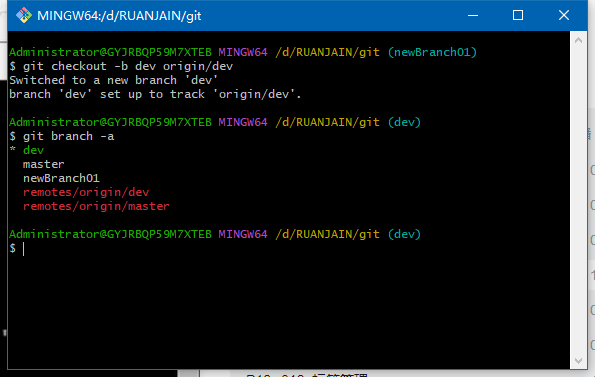 MINGW64:/d/RUANJAIN/git
Administrator@GYJRBQP59M7XTEB MINGW64 /d/RUANJAIN/git (newBranch01)
$ git checkout -b dev origin/dev
Switched to a new branch 'dev'
branch 'dev' set up to track 'origin/dev'.
Administrator@GYJRBQP59M7XTEB MINGW64 /d/RUANJAIN/git (dev)
$ git branch -a
* dev
master
newBranch01
remotes/origin/dev
remotes/origin/master
Administrator@GYJRBQP59M7XTEB MINGW64 /d/RUANJAIN/git (dev)
$